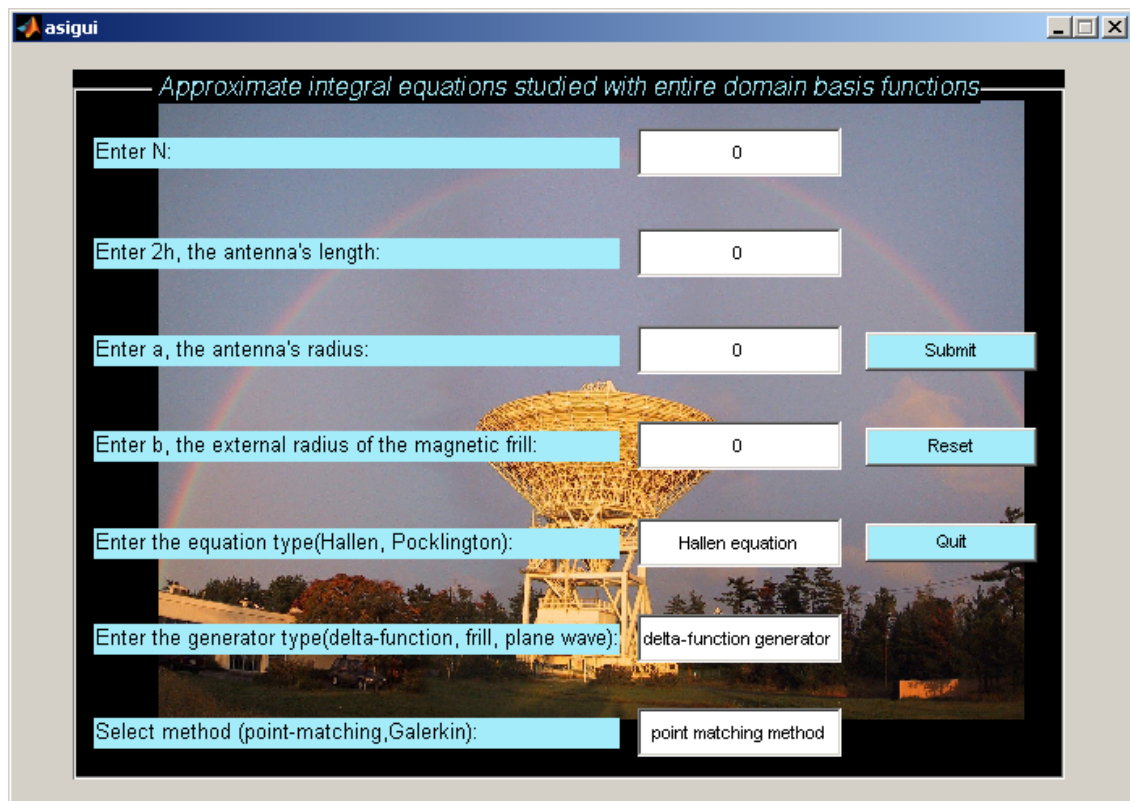 asigui
Approximate integral equations studied with entire domain basis functions
Enter N:
0
Enter 2h, the antenna's length:
0
Enter a, the antenna's radius:
0
Submit
Enter b, the external radius of the magnetic frill:
0
Reset
Enter the equation type(Hallen, Pocklington):
Hallen equation
Quit
Enter the generator type(delta-function, frill, plane wave):
delta-function generator
Select method (point-matching,Galerkin):
point matching method